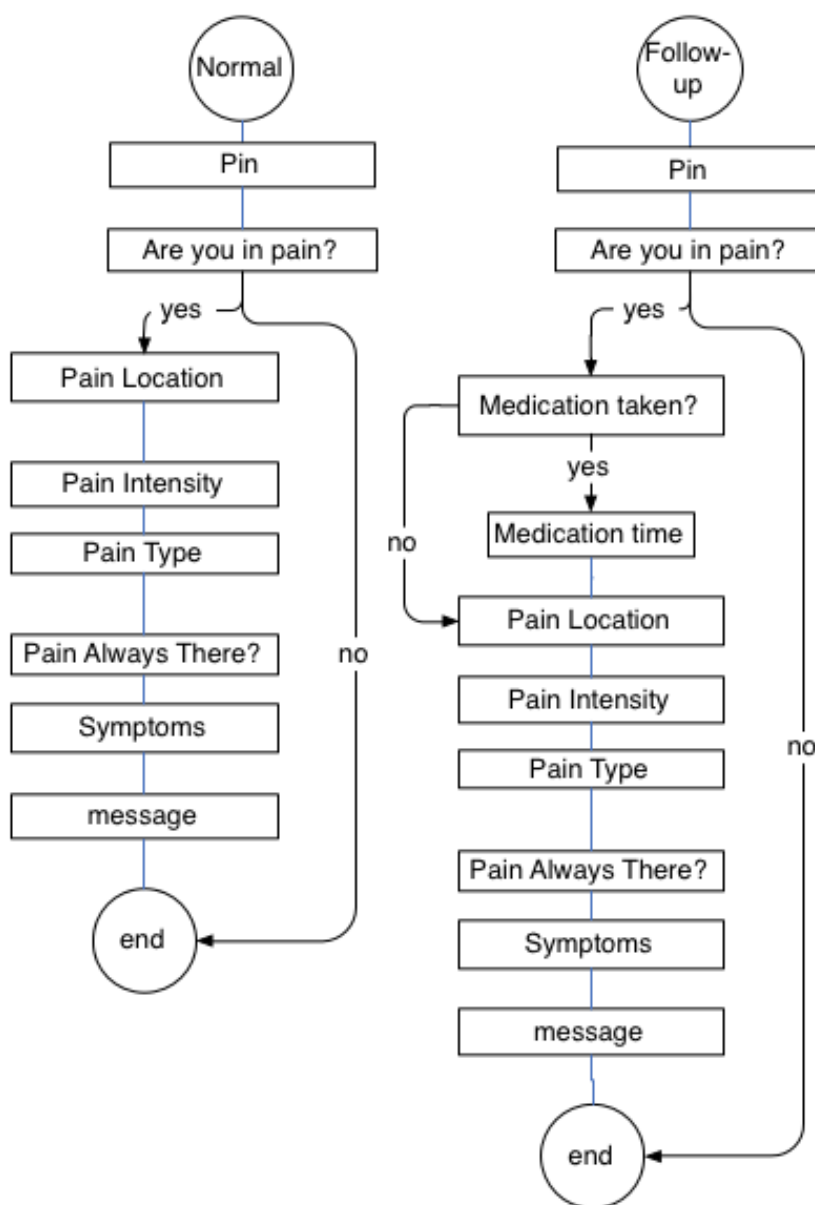 Normal
Pin
Are you in pain?
yes
Pain Location
Pain Intensity
Pain Type
Pain Always There?
no
Symptoms
message
end
Follow-
up
Pin
Are you in pain?
yes
Medication taken?
yes
no
Medication time
Pain Location
Pain Intensity
Pain Type
no
Pain Always There?
Symptoms
message
end